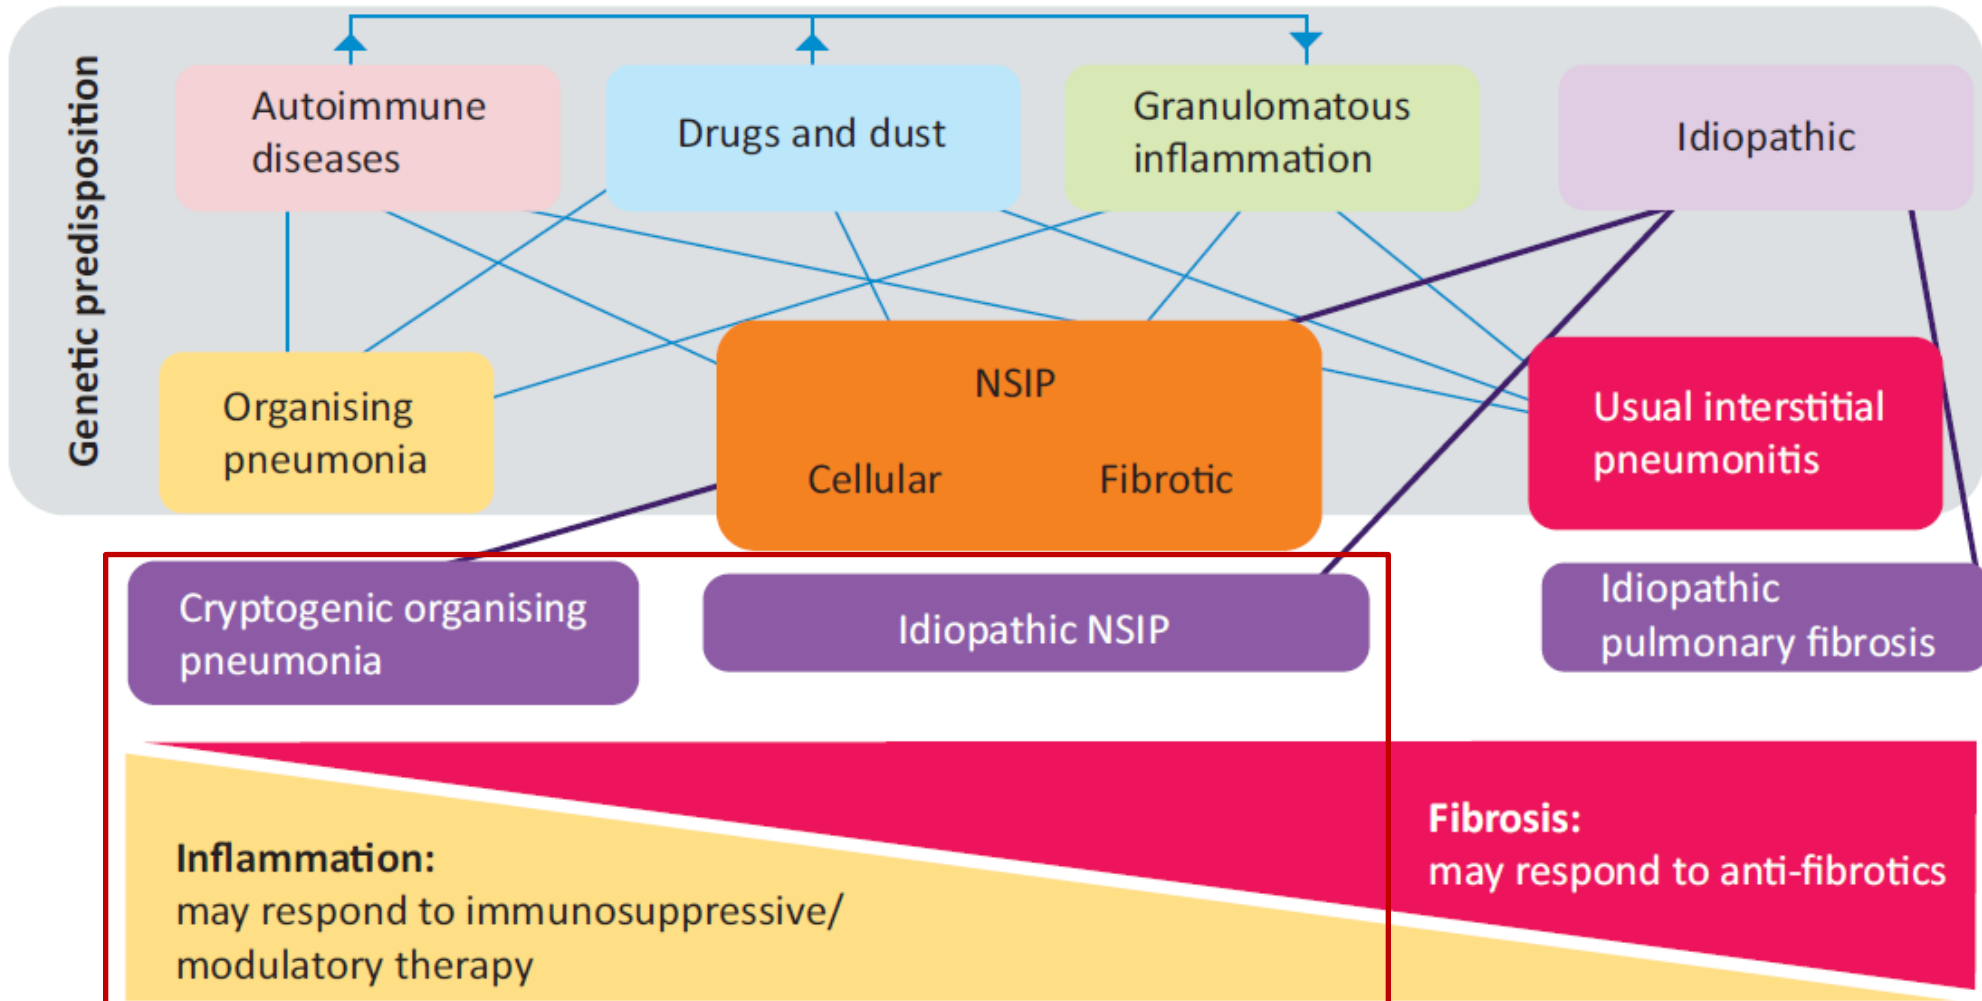 Genetic predisposition
Autoimmune
diseases
Drugs and dust
Granulomatous
inflammation
Idiopathic
Organising
pneumonia
NSIP
Cellular
Fibrotic
Usual interstitial
pneumonitis
Cryptogenic organising
pneumonia
Idiopathic NSIP
Idiopathic
pulmonary fibrosis
Inflammation:
may respond to immunosuppressive/
modulatory therapy
Fibrosis:
may respond to anti-fibrotics